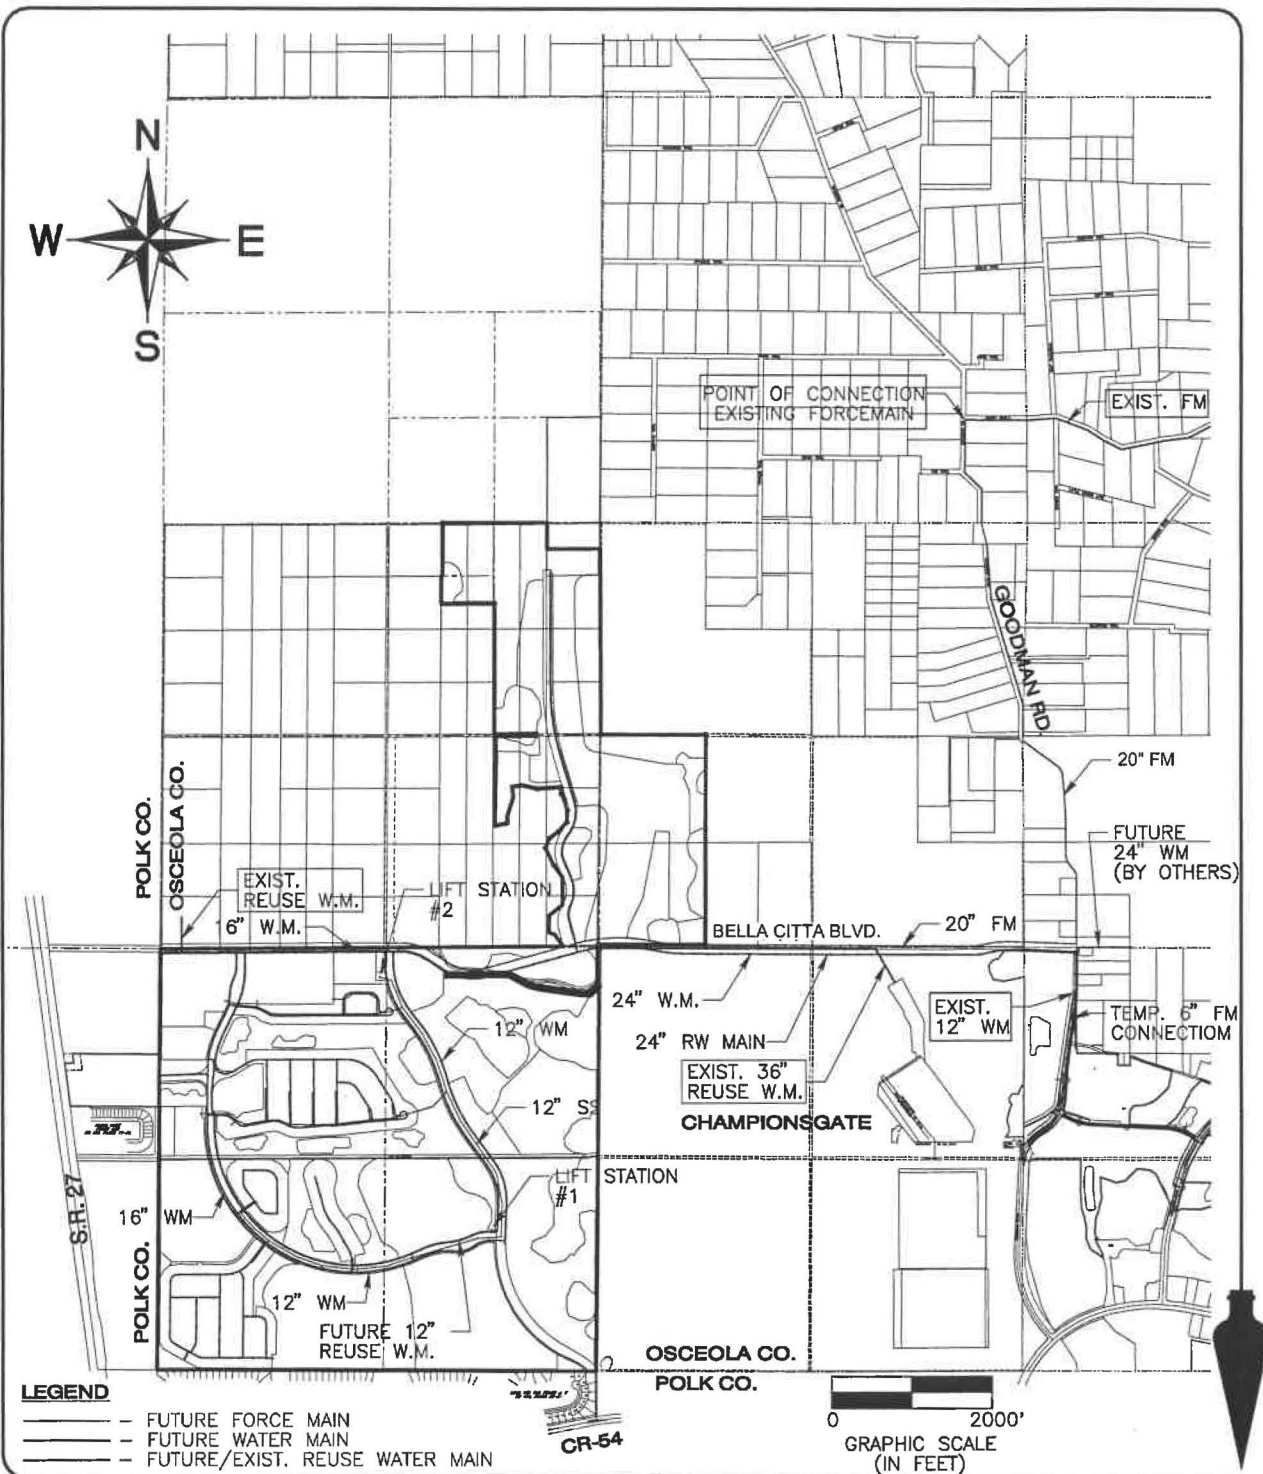 N
W E
S
POINT OF CONNECTION
EXISTING FORCEMAIN
EXIST. FM
GOODMAN RD.
20" FM
POLK CO.
OSCEOLA CO.
FUTURE
24" WM
(BY OTHERS)
EXIST.
REUSE W.M.
LIFT STATION
#2
16" W.M.
BELLA CITTA BLVD.
20" FM
24" W.M.
EXIST.
12" WM
TEMP. 6" FM
CONNECTIOM
12" WM
24" RW MAIN
EXIST. 36"
REUSE W.M.
12" SS
CHAMPIONSGATE
LIFT STATION
#1
S.R. 27
16" WM
POLK CO.
12" WM
FUTURE 12"
REUSE W.M.
OSCEOLA CO.
POLK CO.
LEGEND
– FUTURE FORCE MAIN
– FUTURE WATER MAIN
– FUTURE/EXIST. REUSE WATER MAIN
CR-54
0 2000'
GRAPHIC SCALE
(IN FEET)